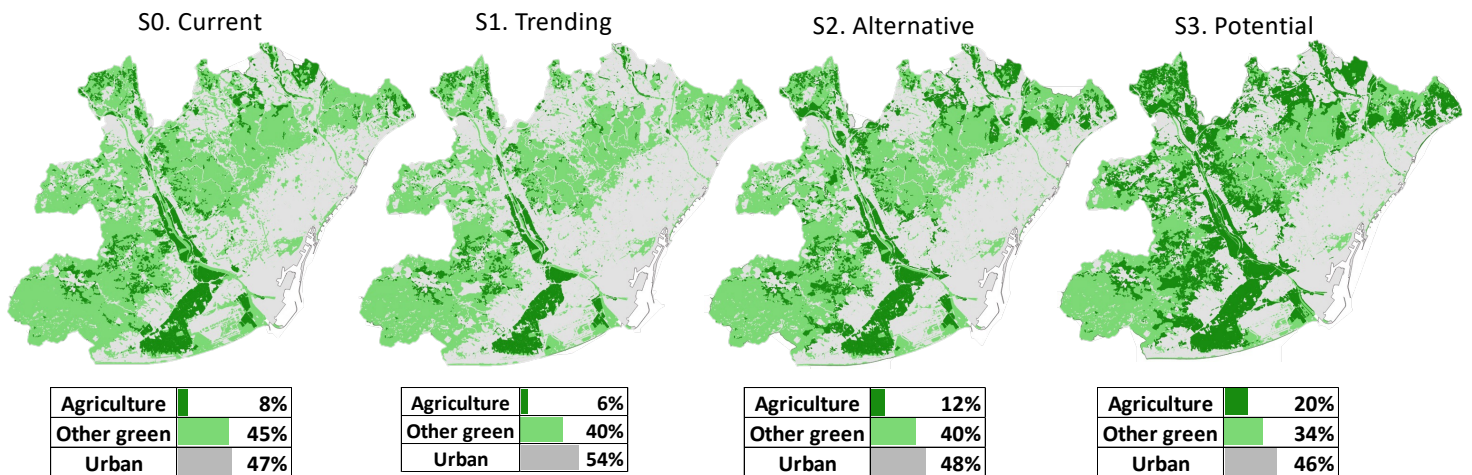 S0. Current
S1. Trending
S2. Alternative
S3. Potential
Agriculture 8%
Other green 45%
Urban 47%
Agriculture 6%
Other green 40%
Urban 54%
Agriculture 12%
Other green 40%
Urban 48%
Agriculture 20%
Other green 34%
Urban 46%